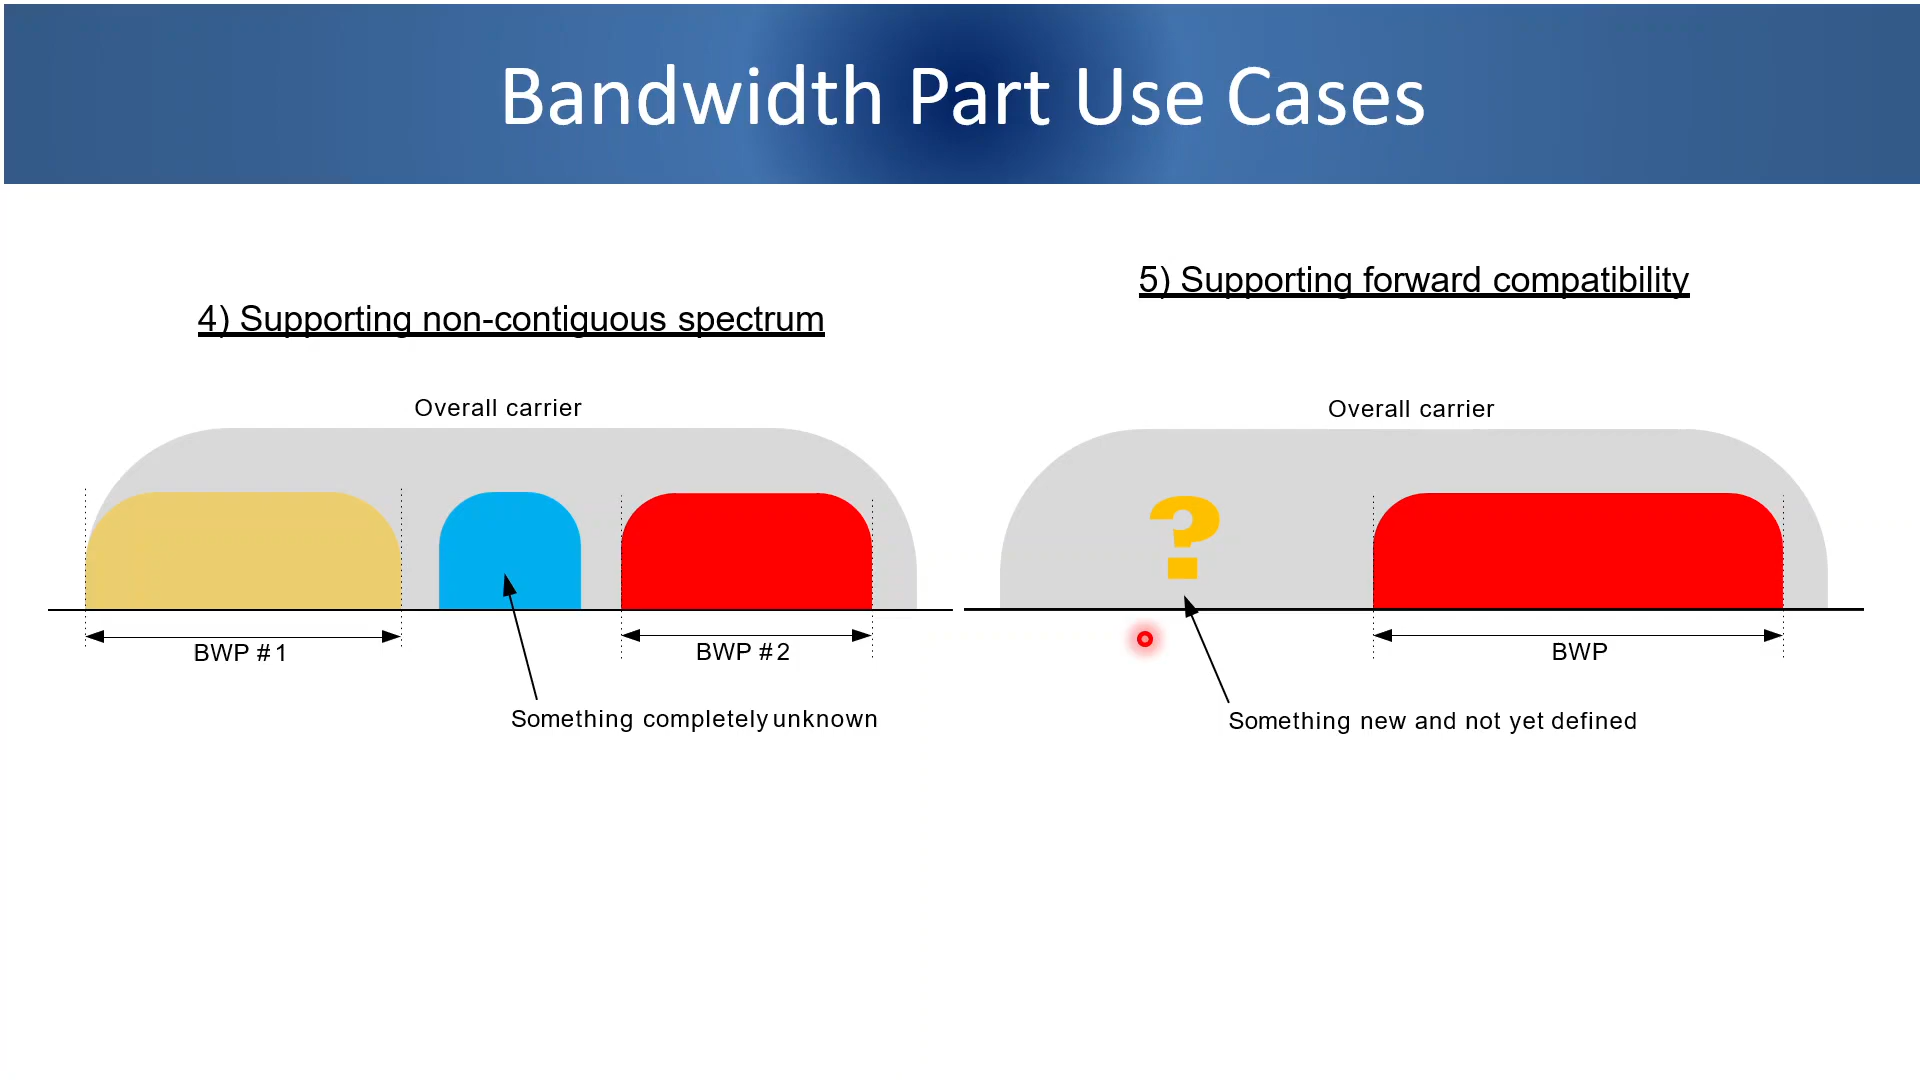 Bandwidth Part Use Cases
4) Supporting non-contiguous spectrum
Overall carrier
BWP #1
BWP #2
Something completely unknown
5) Supporting forward compatibility
Overall carrier
?
BWP
Something new and not yet defined